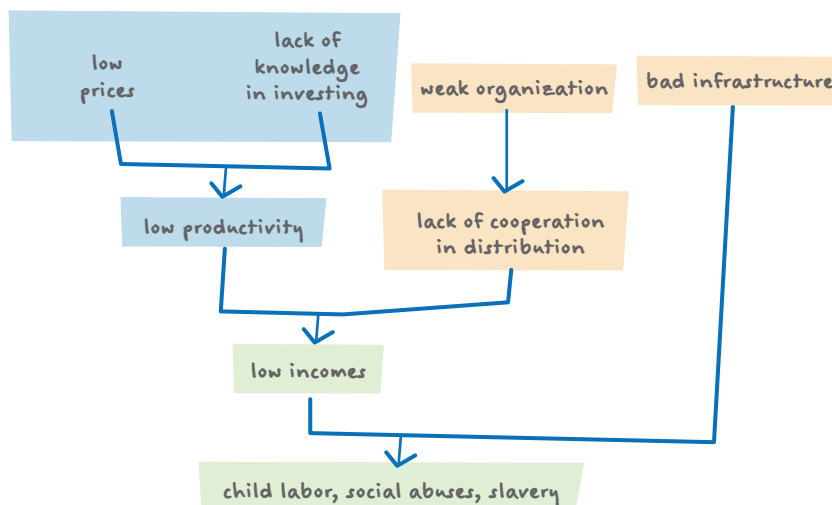 low
prices
lack of
knowledge
in investing
weak organization
bad infrastructure
low productivity
lack of cooperation
in distribution
low incomes
child labor, social abuses, slavery